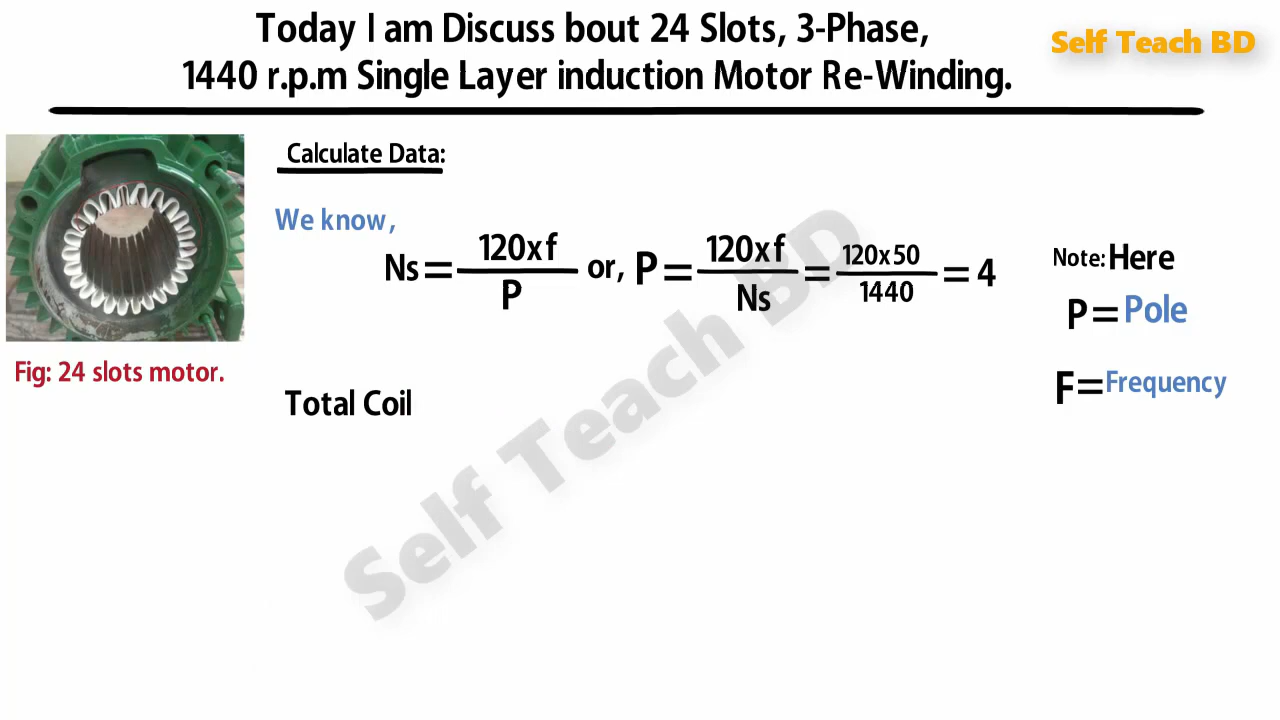 Today I am Discuss bout 24 Slots, 3-Phase,
1440 r.p.m Single Layer induction Motor Re-Winding.
Self Teach BD
Calculate Data:
We know,
Ns = 120xf / P or, P = 120xf / Ns = 120x50 / 1440 = 4
Note: Here
P = Pole
F = Frequency
Fig: 24 slots motor.
Total Coil
Self Teach BD